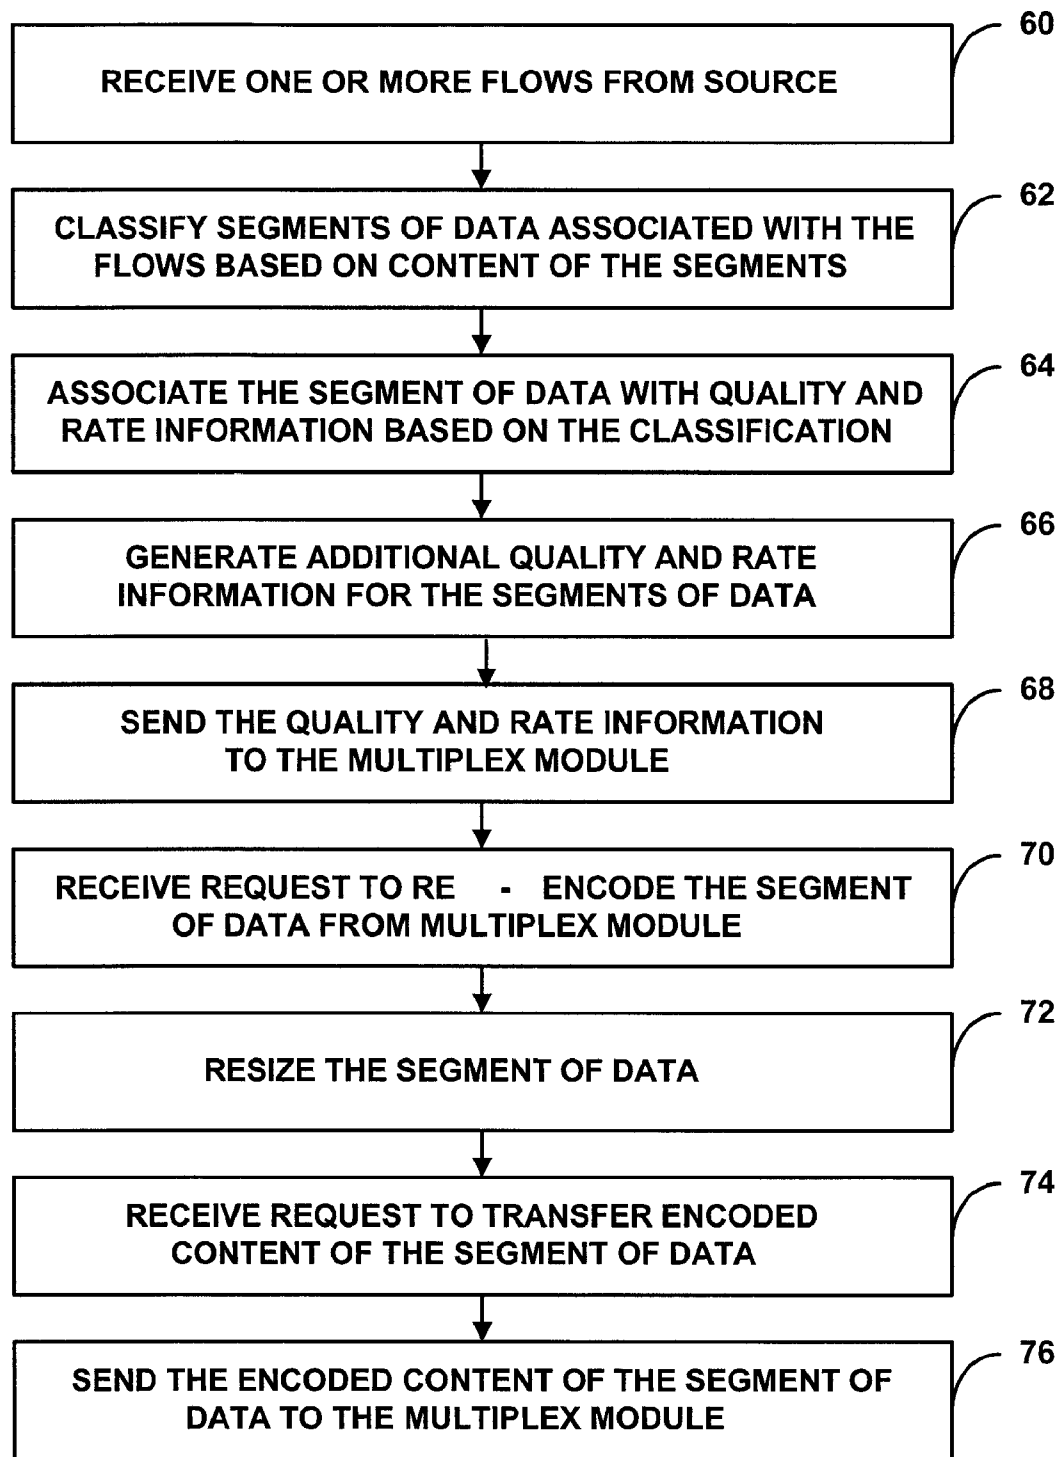 60
RECEIVE ONE OR MORE FLOWS FROM SOURCE
62
CLASSIFY SEGMENTS OF DATA ASSOCIATED WITH THE
FLOWS BASED ON CONTENT OF THE SEGMENTS
64
ASSOCIATE THE SEGMENT OF DATA WITH QUALITY AND
RATE INFORMATION BASED ON THE CLASSIFICATION
66
GENERATE ADDITIONAL QUALITY AND RATE
INFORMATION FOR THE SEGMENTS OF DATA
68
SEND THE QUALITY AND RATE INFORMATION
TO THE MULTIPLEX MODULE
70
RECEIVE REQUEST TO RE - ENCODE THE SEGMENT
OF DATA FROM MULTIPLEX MODULE
72
RESIZE THE SEGMENT OF DATA
74
RECEIVE REQUEST TO TRANSFER ENCODED
CONTENT OF THE SEGMENT OF DATA
76
SEND THE ENCODED CONTENT OF THE SEGMENT OF
DATA TO THE MULTIPLEX MODULE